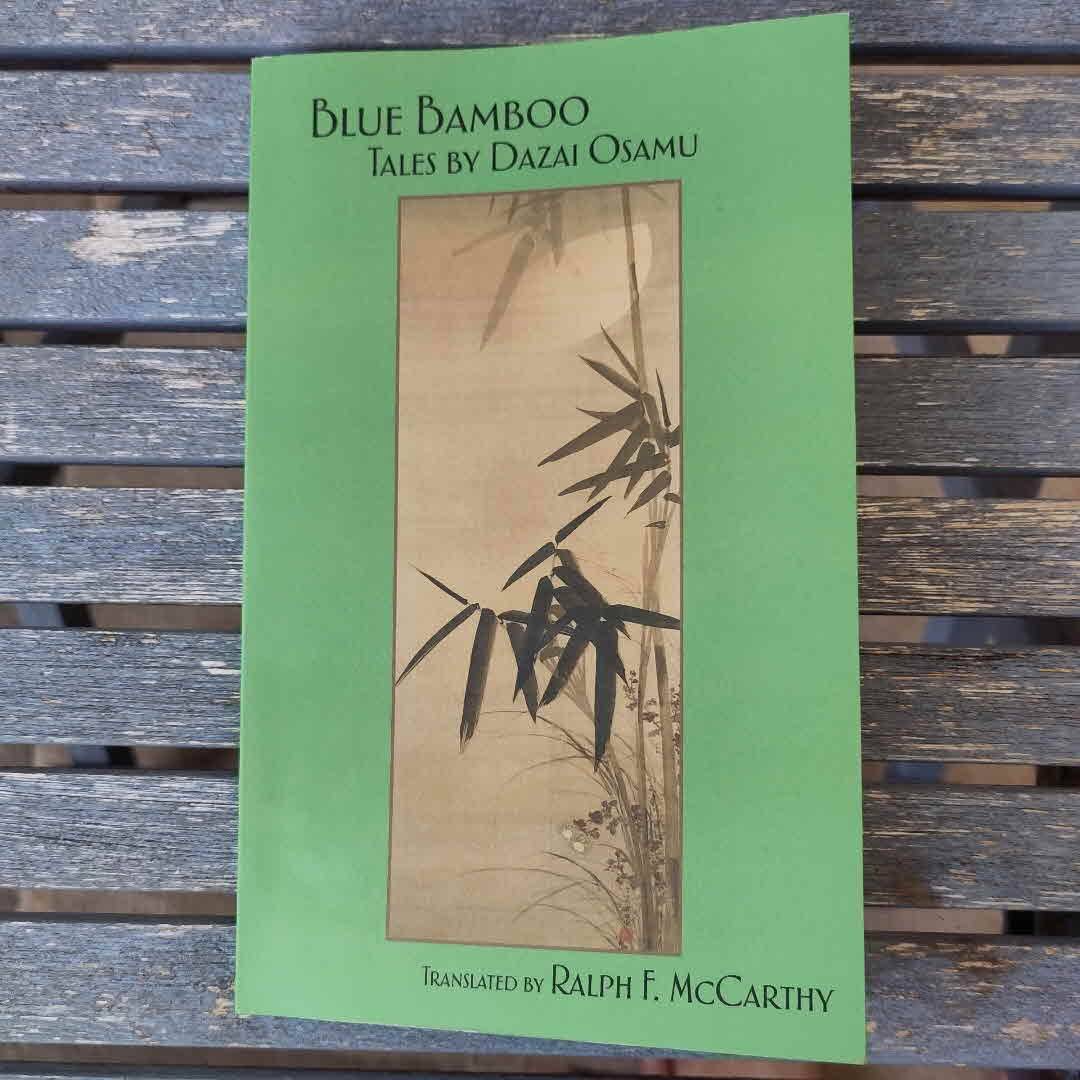 BLUE BAMBOO
TALES BY DAZAI OSAMU
TRANSLATED BY RALPH F. MCCARTHY